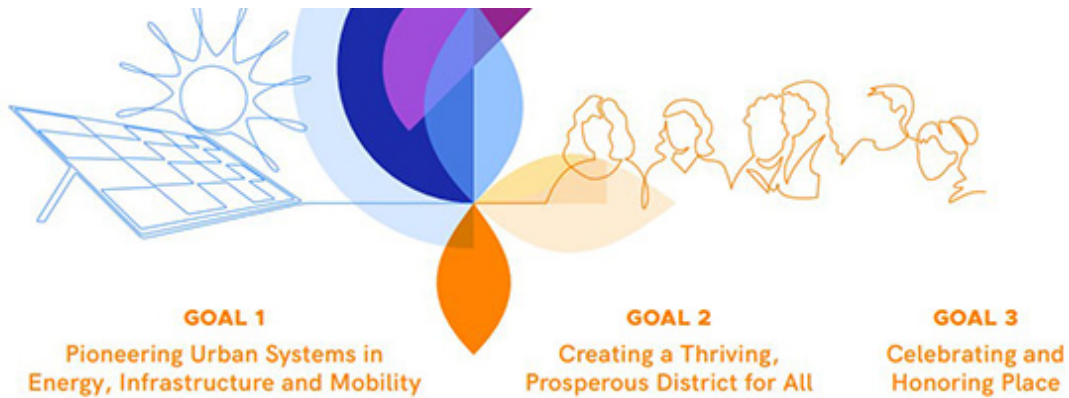 GOAL 1
Pioneering Urban Systems in
Energy, Infrastructure and Mobility
GOAL 2
Creating a Thriving,
Prosperous District for All
GOAL 3
Celebrating and
Honoring Place